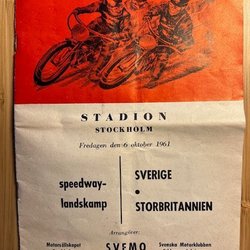 STADION
STOCKHOLM
Fredagen den 6 oktober 1961
speedway-
landskamp
SVERIGE
•
STORBRITANNIEN
Arrangörer:
Motorsällskapet
SVEMO
Svenska Motorklubben